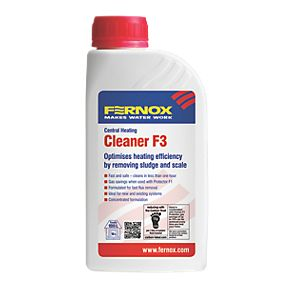 FERNOX
MAKES WATER WORK
Central Heating
Cleaner F3
Optimises heating efficiency
by removing sludge and scale
Fast and safe – cleans in less than one hour
Gas savings when used with Protector F1
Formulated for fast flux removal
Ideal for new and existing systems
Concentrated formulation
www.fernox.com